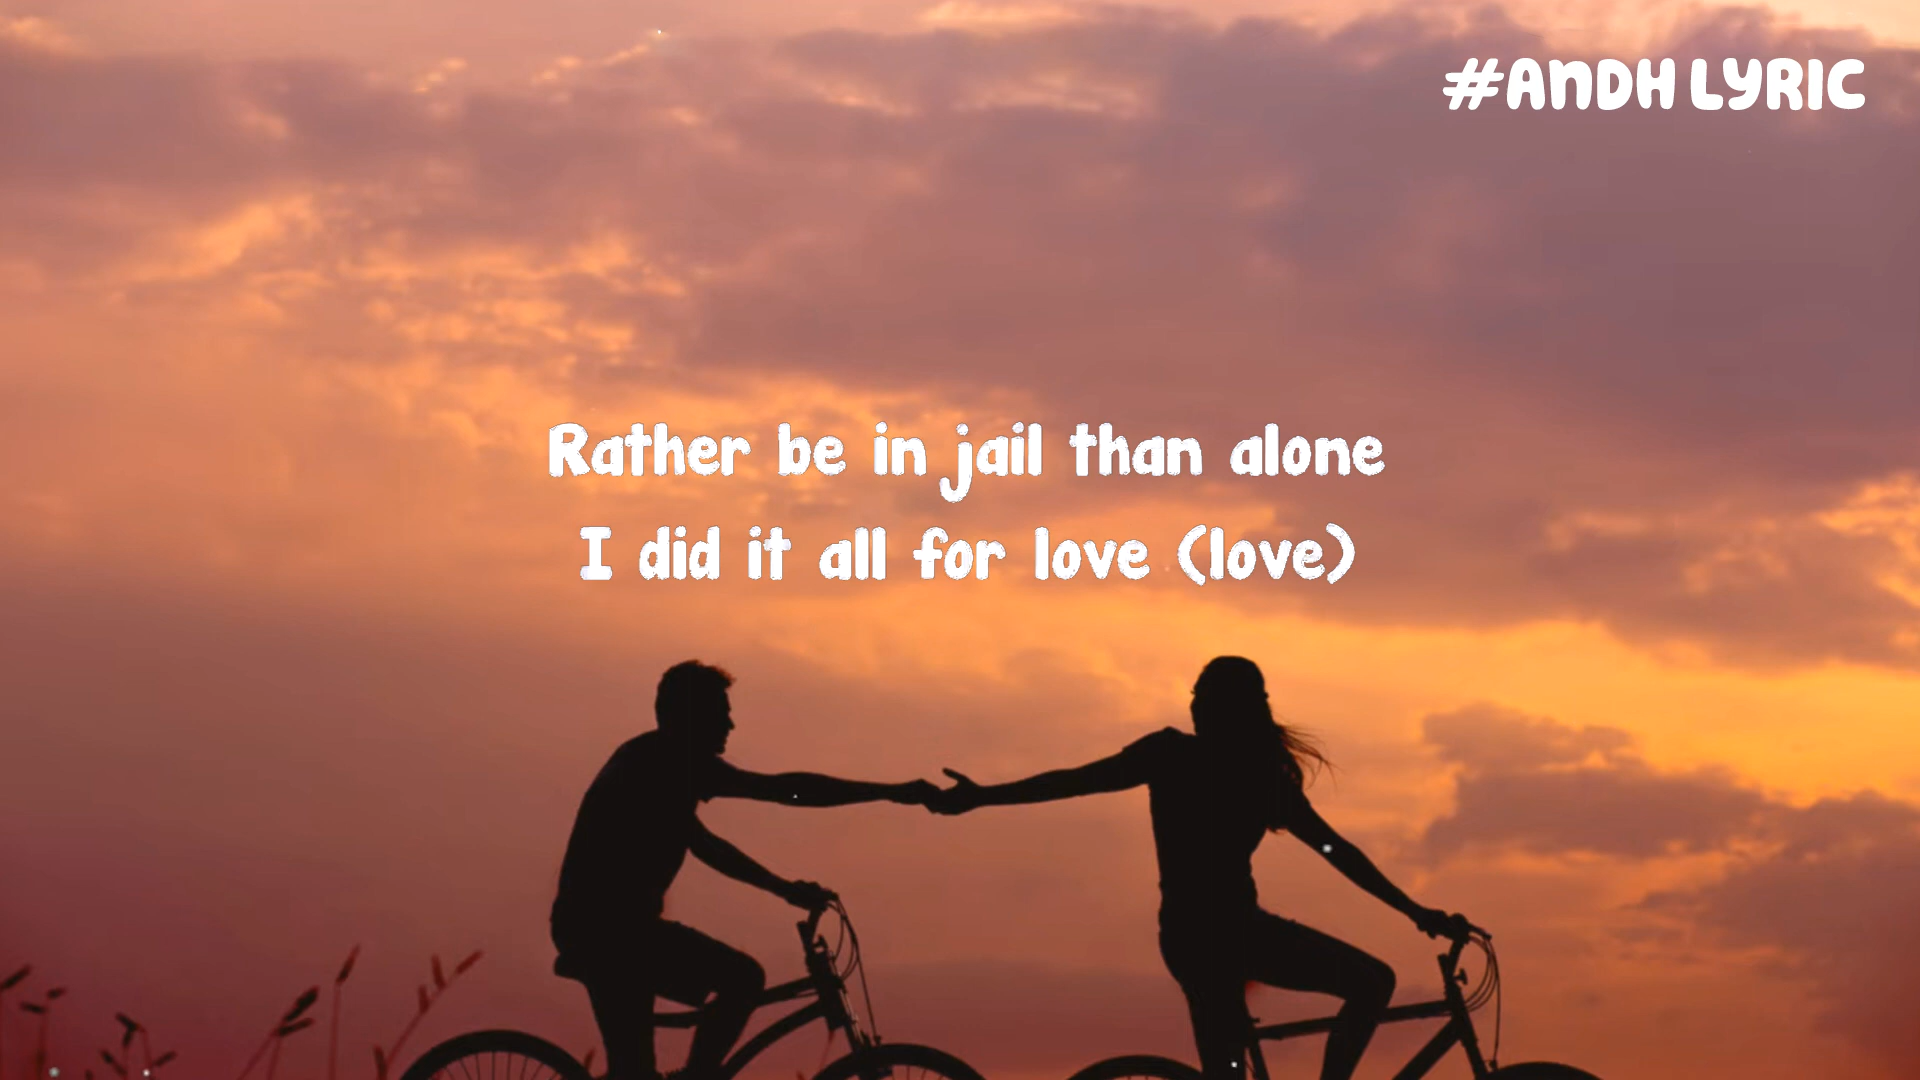 #ANDH LYRIC
Rather be in jail than alone
I did it all for love (love)